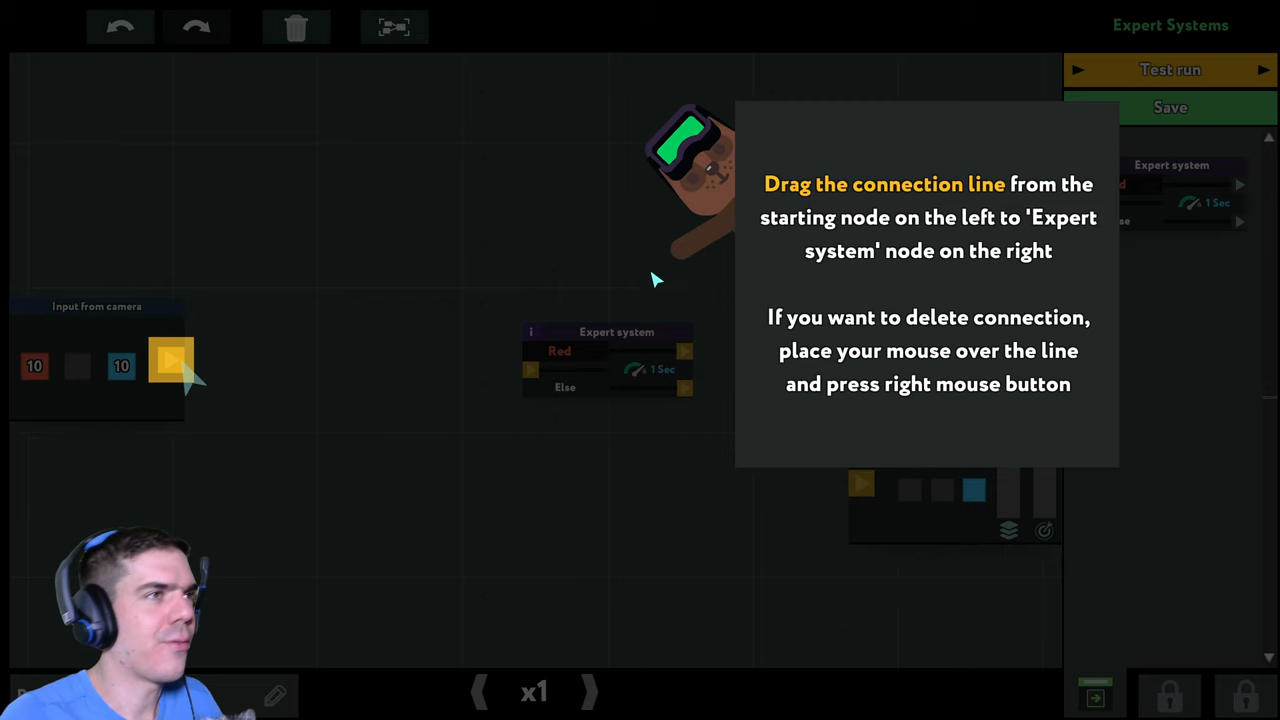 Expert Systems
Test run
Save
Expert system
1 Sec
Drag the connection line from the
starting node on the left to 'Expert
system' node on the right
If you want to delete connection,
place your mouse over the line
and press right mouse button
Input from camera
10
10
i Expert system
Red
1 Sec
Else
x1